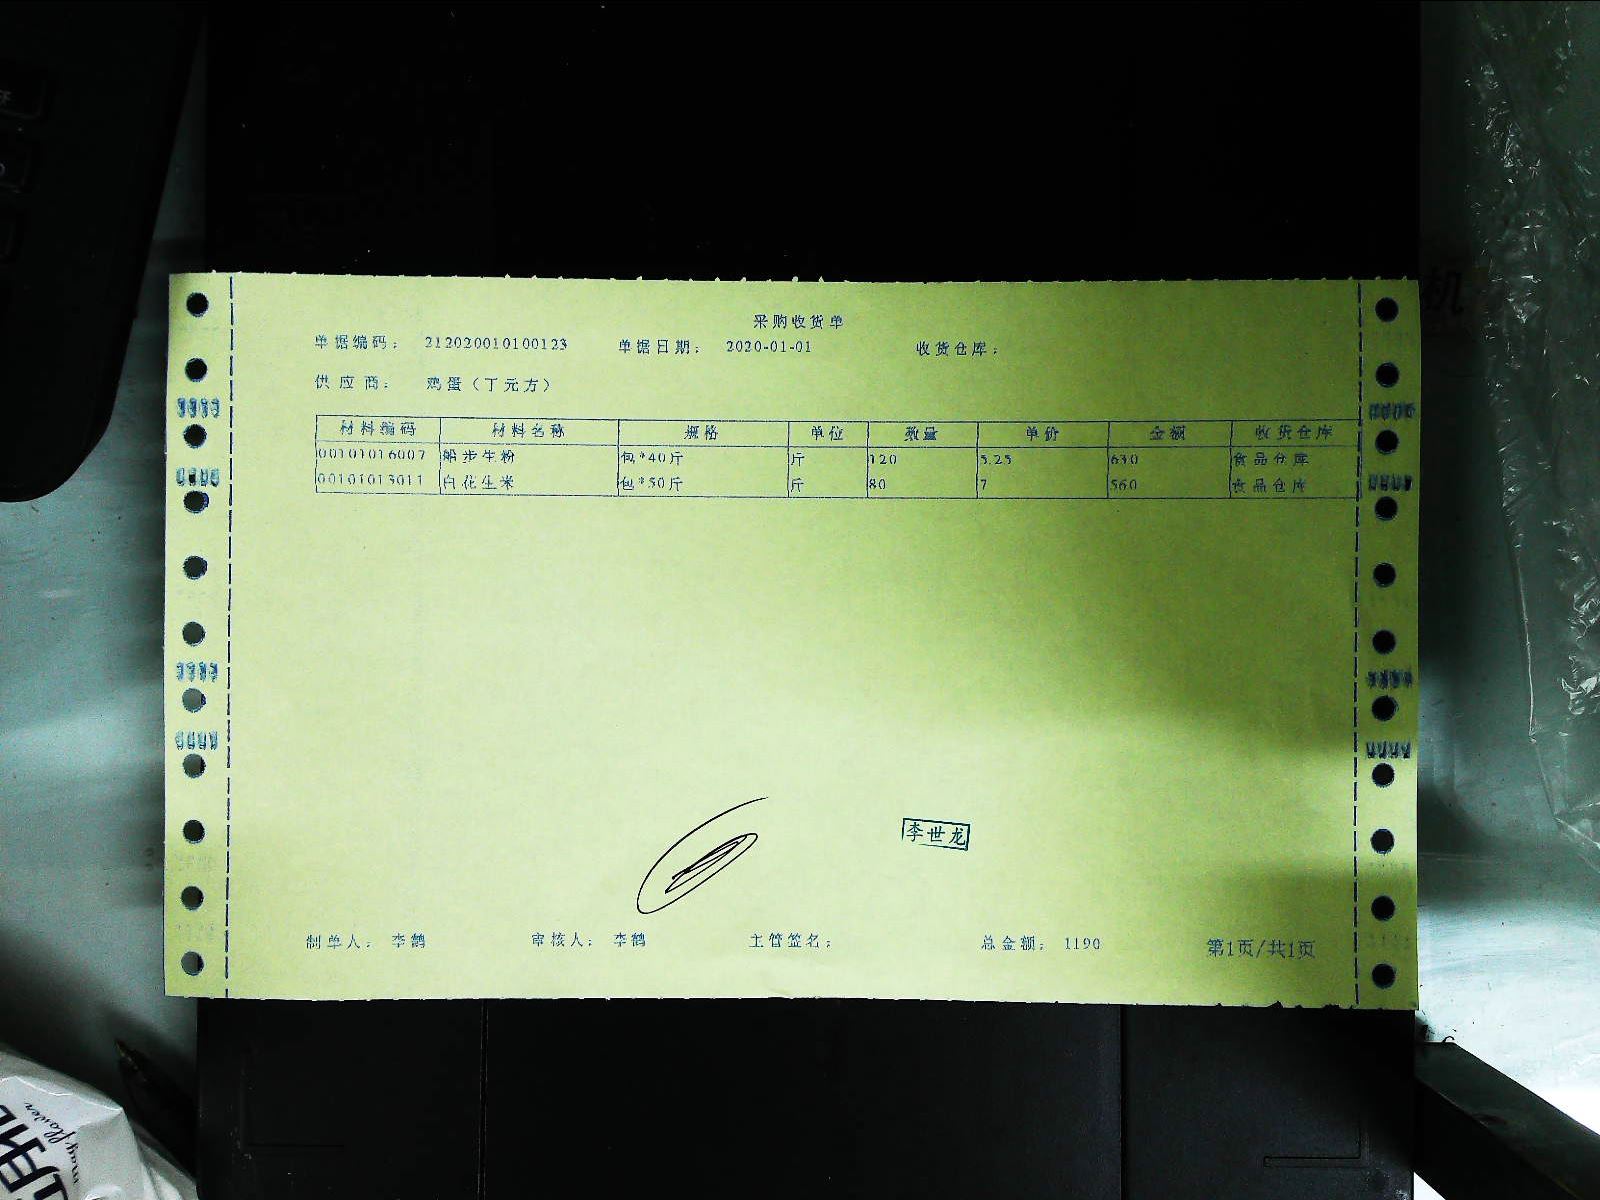 采购收货单
单据编码： 212020010100123 单据日期： 2020-01-01 收货仓库：
供应商： 鸡蛋（丁元方）
材料编码 材料名称 规格 单位 数量 单价 金额 收货仓库
00101016007 船步生粉 包*40斤 斤 120 5.25 630 食品仓库
00101013011 白花生米 包*50斤 斤 80 7 560 食品仓库
李世龙
制单人： 李鹤 审核人： 李鹤 主管签名： 总金额： 1190 第1页/共1页
机
may flower